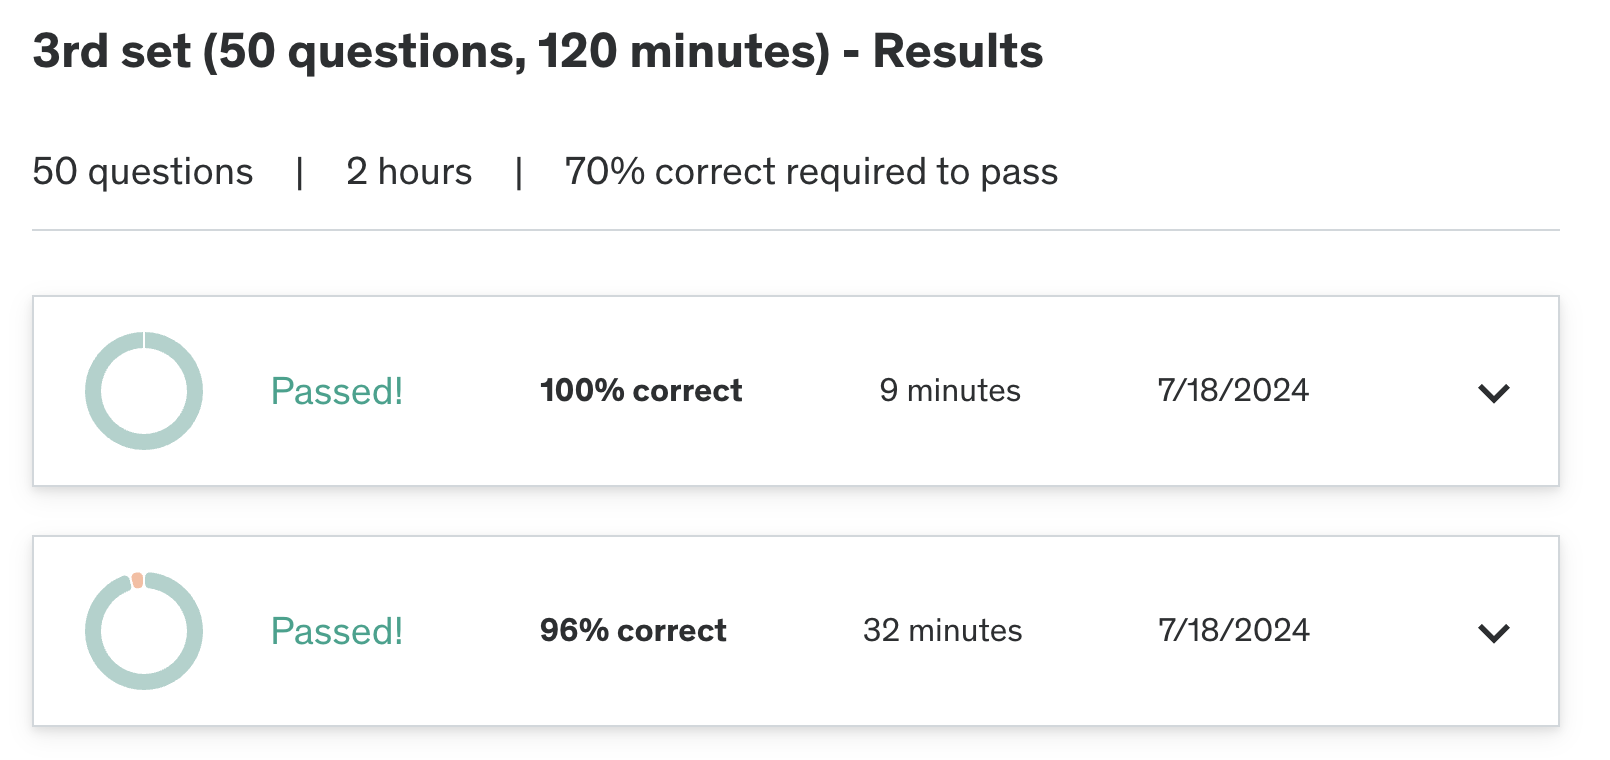 3rd set (50 questions, 120 minutes) - Results
50 questions | 2 hours | 70% correct required to pass
Passed! 100% correct 9 minutes 7/18/2024
Passed! 96% correct 32 minutes 7/18/2024